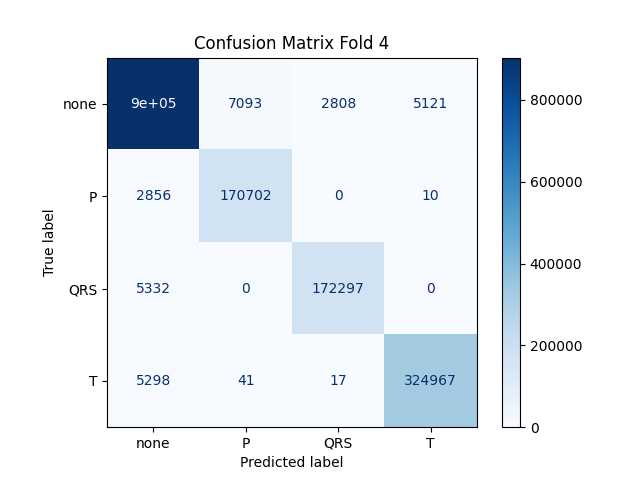 Confusion Matrix Fold 4
none 9e+05 7093 2808 5121
P 2856 170702 0 10
QRS 5332 0 172297 0
T 5298 41 17 324967
none P QRS T
Predicted label
True label
800000
600000
400000
200000
0